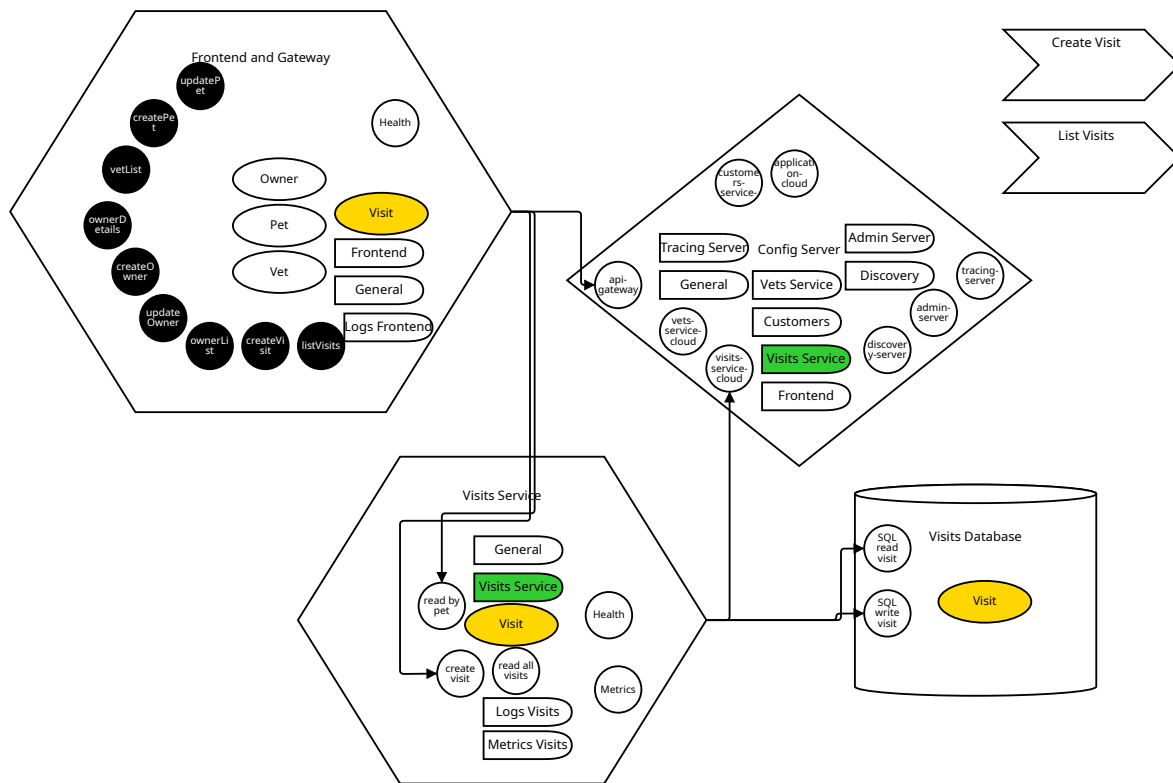 Frontend and Gateway
updateP
et
createPe
t
Health
vetList
Owner
ownerD
etails
Pet
Visit
Frontend
createO
wner
Vet
General
update
Owner
Logs Frontend
ownerLi
st
createVi
sit
listVisits
Create Visit
List Visits
custome
rs-
service-
applicati
on-
cloud
Tracing Server
Config Server
Admin Server
api-
gateway
General
Vets Service
Discovery
tracing-
server
admin-
server
vets-
service-
cloud
Customers
discover
y-server
visits-
service-
cloud
Visits Service
Frontend
Visits Service
General
Visits Service
read by
pet
Visit
Health
create
visit
read all
visits
Metrics
Logs Visits
Metrics Visits
Visits Database
SQL
read
visit
SQL
write
visit
Visit